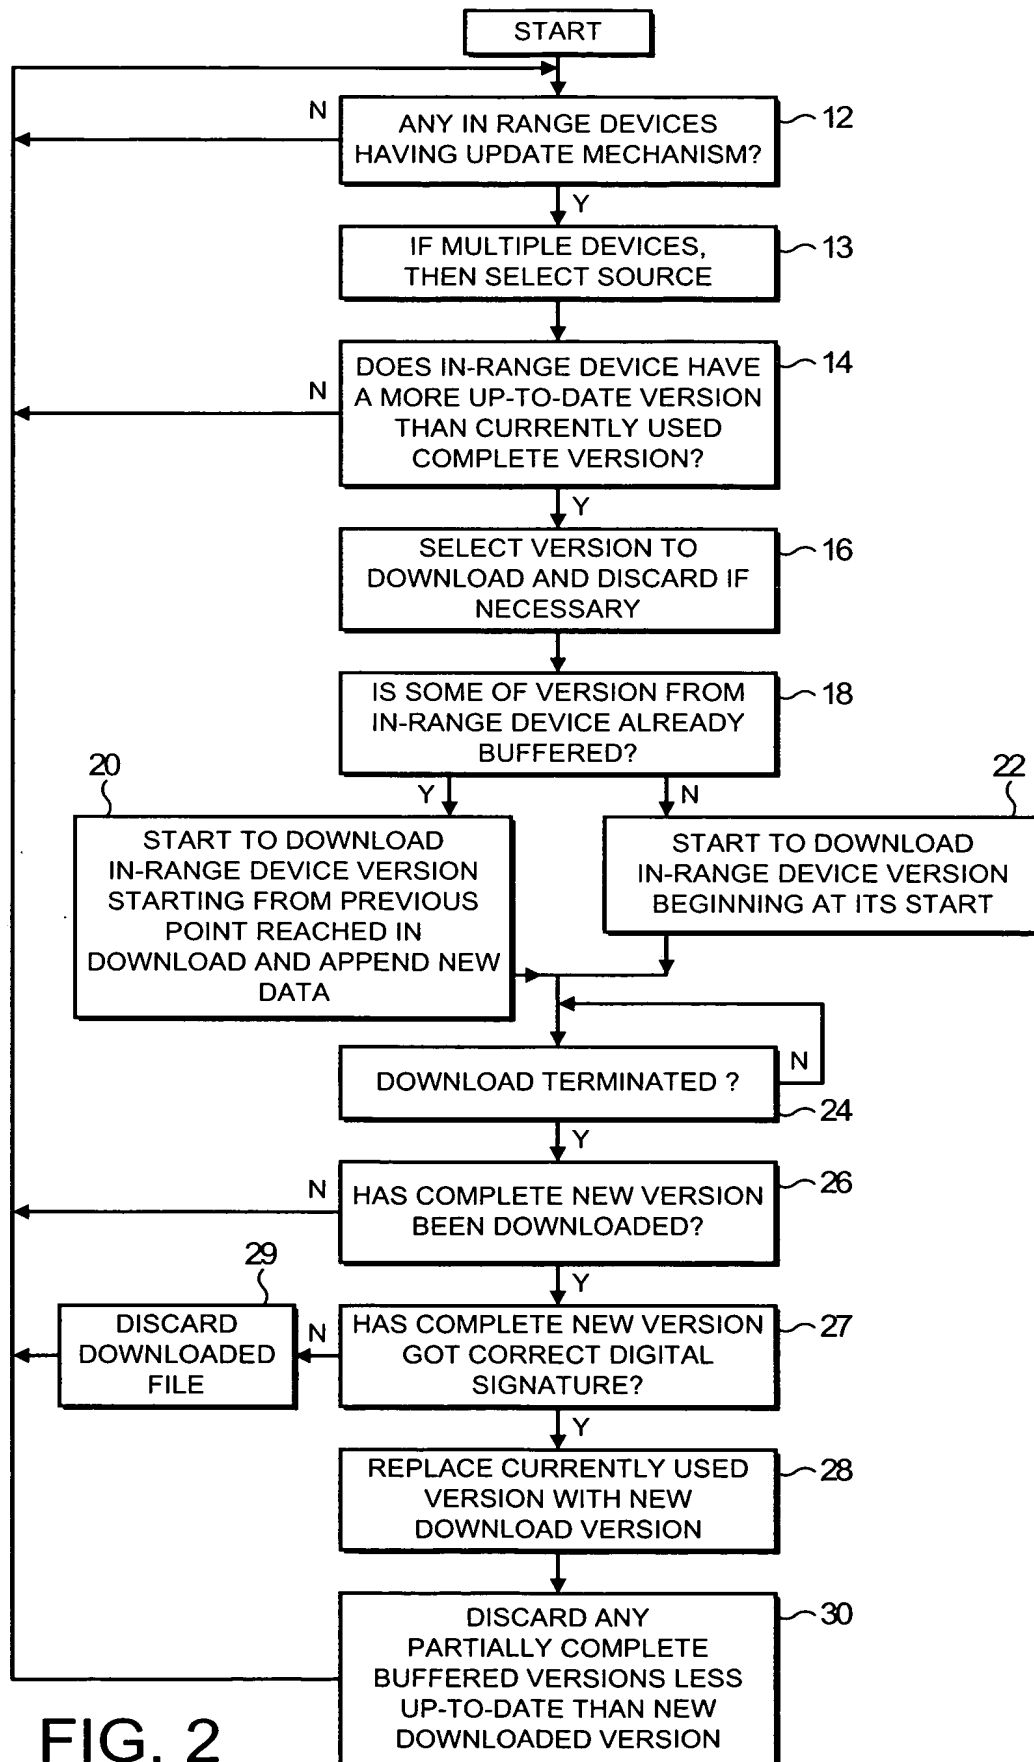 START
N
ANY IN RANGE DEVICES
HAVING UPDATE MECHANISM?
12
Y
IF MULTIPLE DEVICES,
THEN SELECT SOURCE
13
N
DOES IN-RANGE DEVICE HAVE
A MORE UP-TO-DATE VERSION
THAN CURRENTLY USED
COMPLETE VERSION?
14
Y
SELECT VERSION TO
DOWNLOAD AND DISCARD IF
NECESSARY
16
IS SOME OF VERSION FROM
IN-RANGE DEVICE ALREADY
BUFFERED?
18
Y
N
20
START TO DOWNLOAD
IN-RANGE DEVICE VERSION
STARTING FROM PREVIOUS
POINT REACHED IN
DOWNLOAD AND APPEND NEW
DATA
22
START TO DOWNLOAD
IN-RANGE DEVICE VERSION
BEGINNING AT ITS START
DOWNLOAD TERMINATED ?
N
24
Y
N
HAS COMPLETE NEW VERSION
BEEN DOWNLOADED?
26
Y
29
DISCARD
DOWNLOADED
FILE
N
HAS COMPLETE NEW VERSION
GOT CORRECT DIGITAL
SIGNATURE?
27
Y
REPLACE CURRENTLY USED
VERSION WITH NEW
DOWNLOAD VERSION
28
DISCARD ANY
PARTIALLY COMPLETE
BUFFERED VERSIONS LESS
UP-TO-DATE THAN NEW
DOWNLOADED VERSION
30
FIG. 2